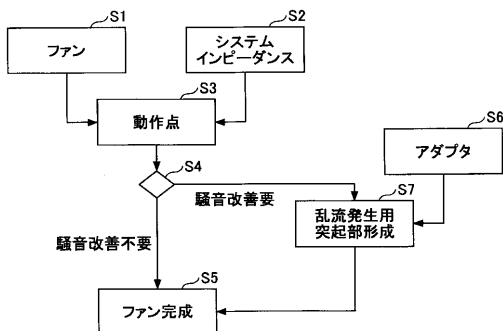 S1
ファン
S2
システム
インピーダンス
S3
動作点
S4
騒音改善要
騒音改善不要
S6
アダプタ
S7
乱流発生用
突起部形成
S5
ファン完成